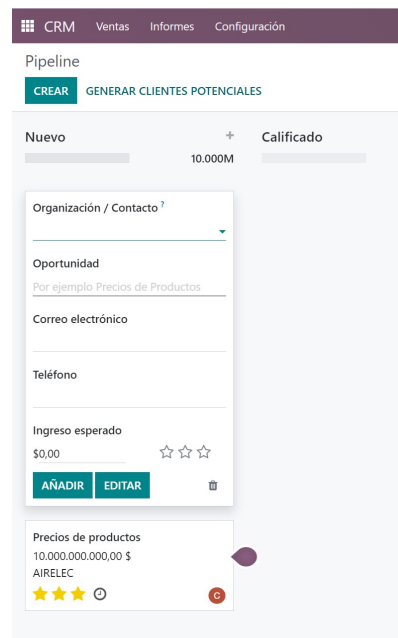 CRM Ventas Informes Configuración
Pipeline
CREAR GENERAR CLIENTES POTENCIALES
Nuevo + Calificado
10.000M
Organización / Contacto ?
Oportunidad
Por ejemplo Precios de Productos
Correo electrónico
Teléfono
Ingreso esperado
$0,00
AÑADIR EDITAR
Precios de productos
10.000.000.000,00 $
AIRELEC
C